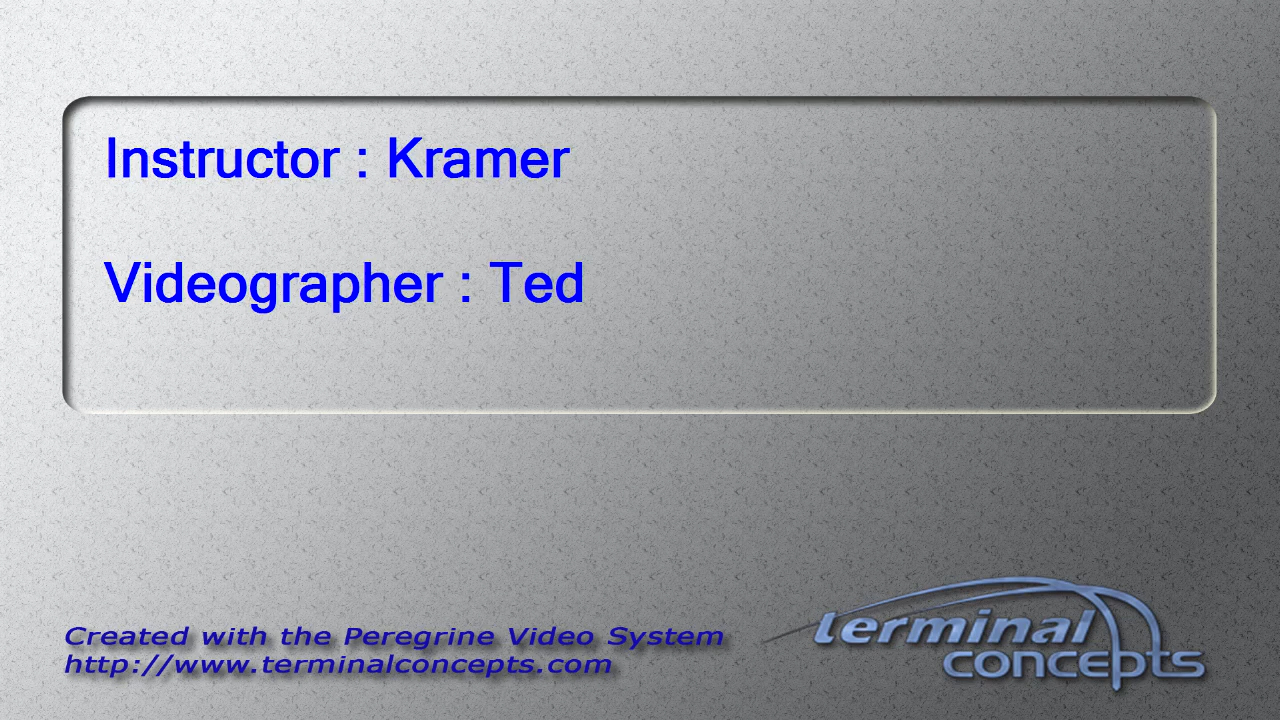 Instructor : Kramer
Videographer : Ted
Created with the Peregrine Video System
http://www.terminalconcepts.com
terminal
concepts